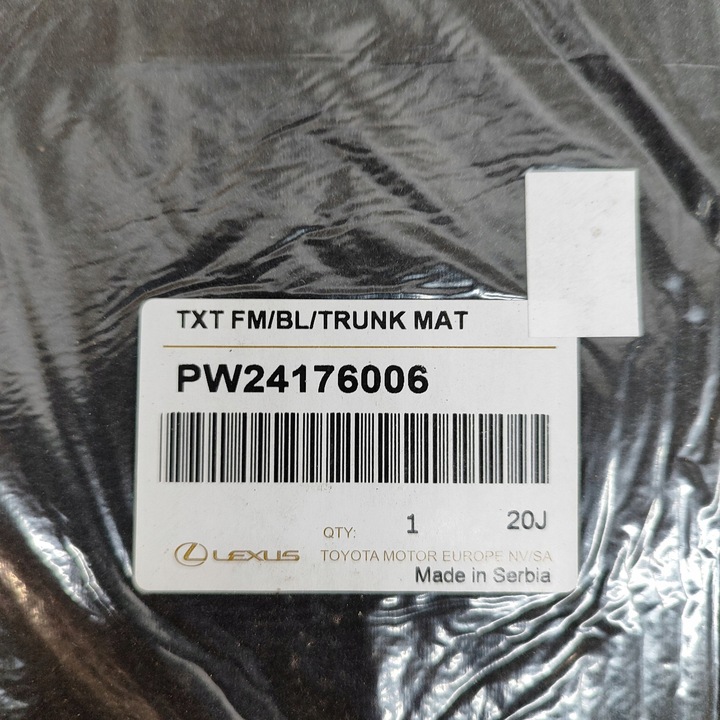 TXT FM/BL/TRUNK MAT
PW24176006
QTY: 1 20J
LEXUS TOYOTA MOTOR EUROPE NV/SA
Made in Serbia